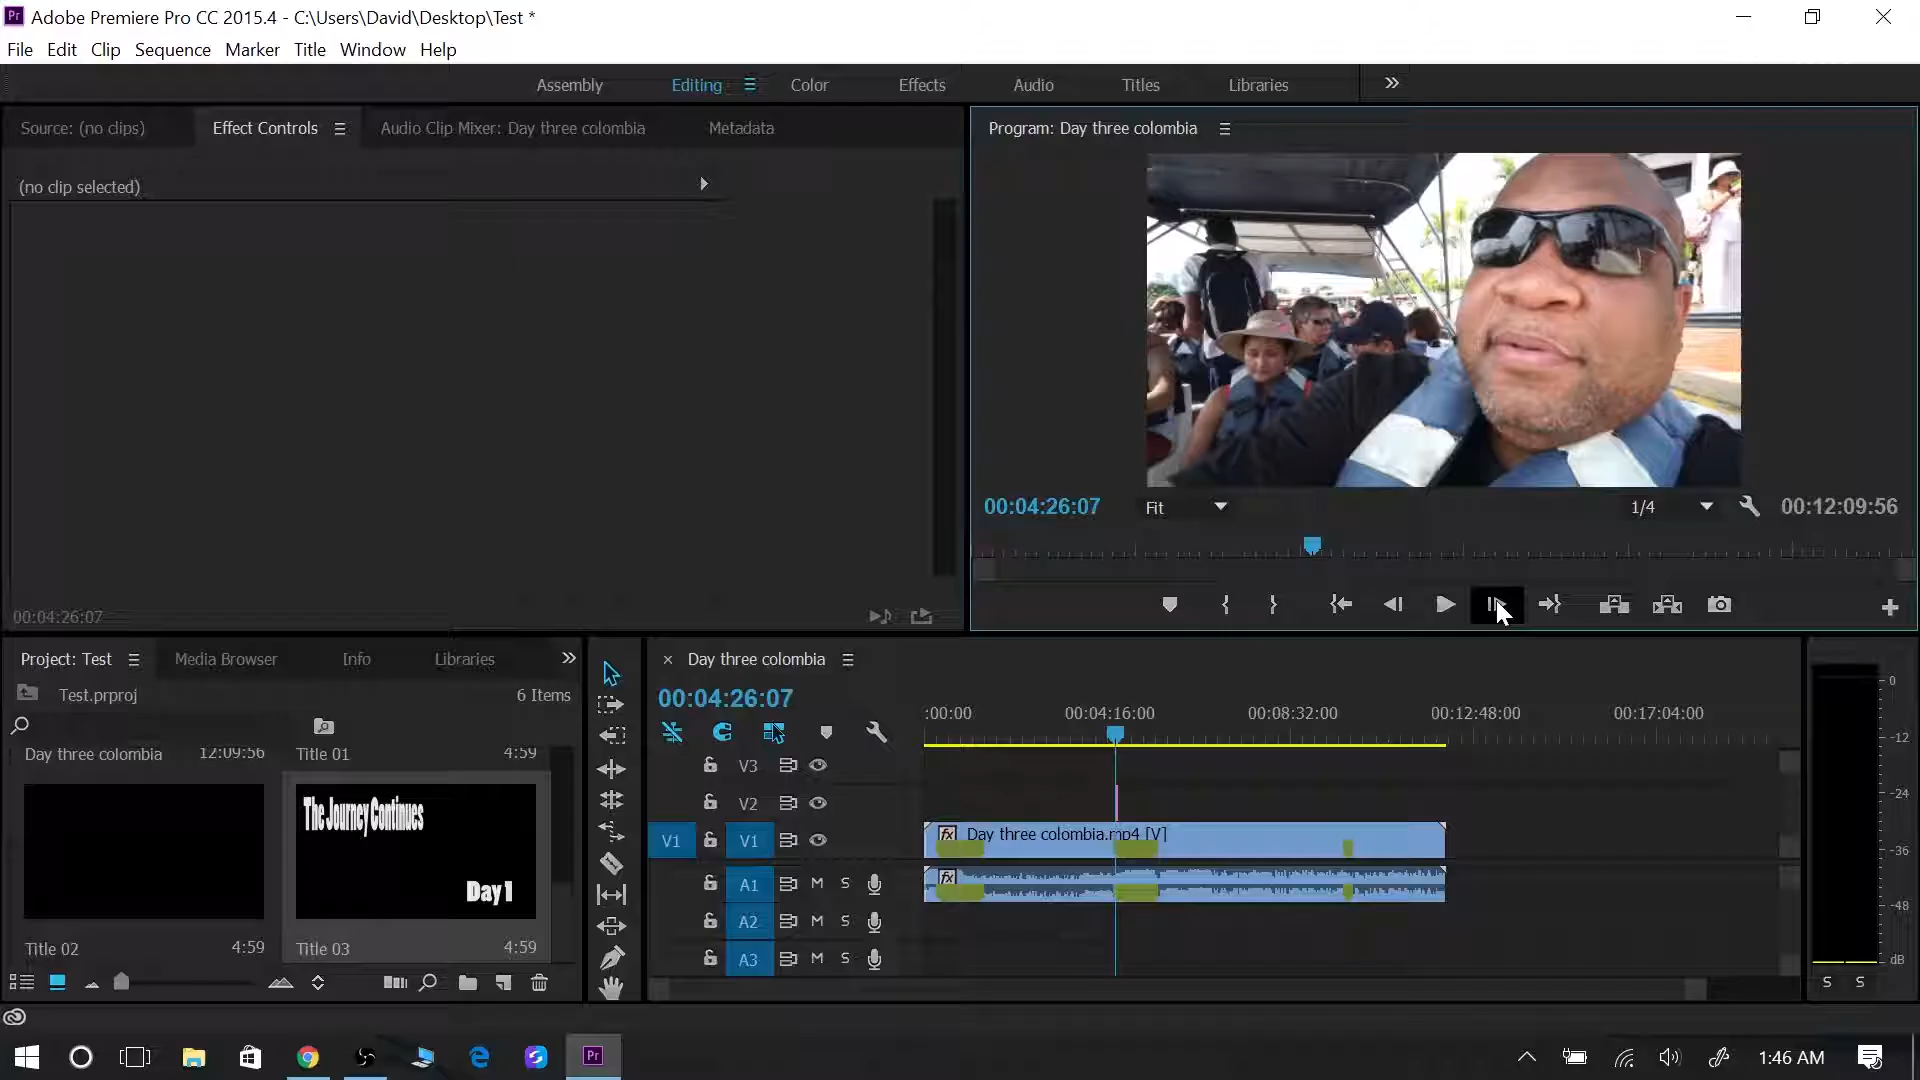 Pr Adobe Premiere Pro CC 2015.4 - C:\Users\David\Desktop\Test *
File Edit Clip Sequence Marker Title Window Help
Assembly Editing Color Effects Audio Titles Libraries
Source: (no clips) Effect Controls Audio Clip Mixer: Day three colombia Metadata
Program: Day three colombia
(no clip selected)
00:04:26:07 Fit 1/4 00:12:09:56
00:04:26:07
Project: Test Media Browser Info Libraries
Test.prproj 6 Items
Day three colombia 12:09:56 Title 01 4:59
The Journey Continues
Day 1
Title 02 4:59 Title 03 4:59
× Day three colombia
00:04:26:07
:00:00 00:04:16:00 00:08:32:00 00:12:48:00 00:17:04:00
V3
V2
V1 V1 fx Day three colombia.mp4 [V]
A1 M S fx
A2 M S
A3 M S
0
-12
-24
-36
-48
dB
S S
Pr 1:46 AM